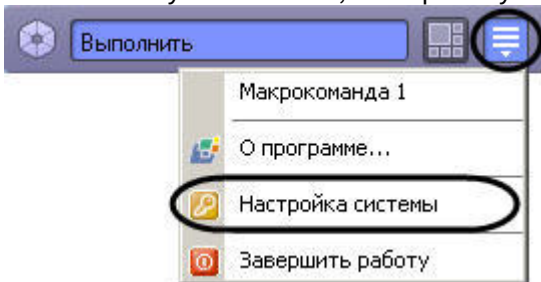 Выполнить
Макрокоманда 1
О программе...
Настройка системы
Завершить работу